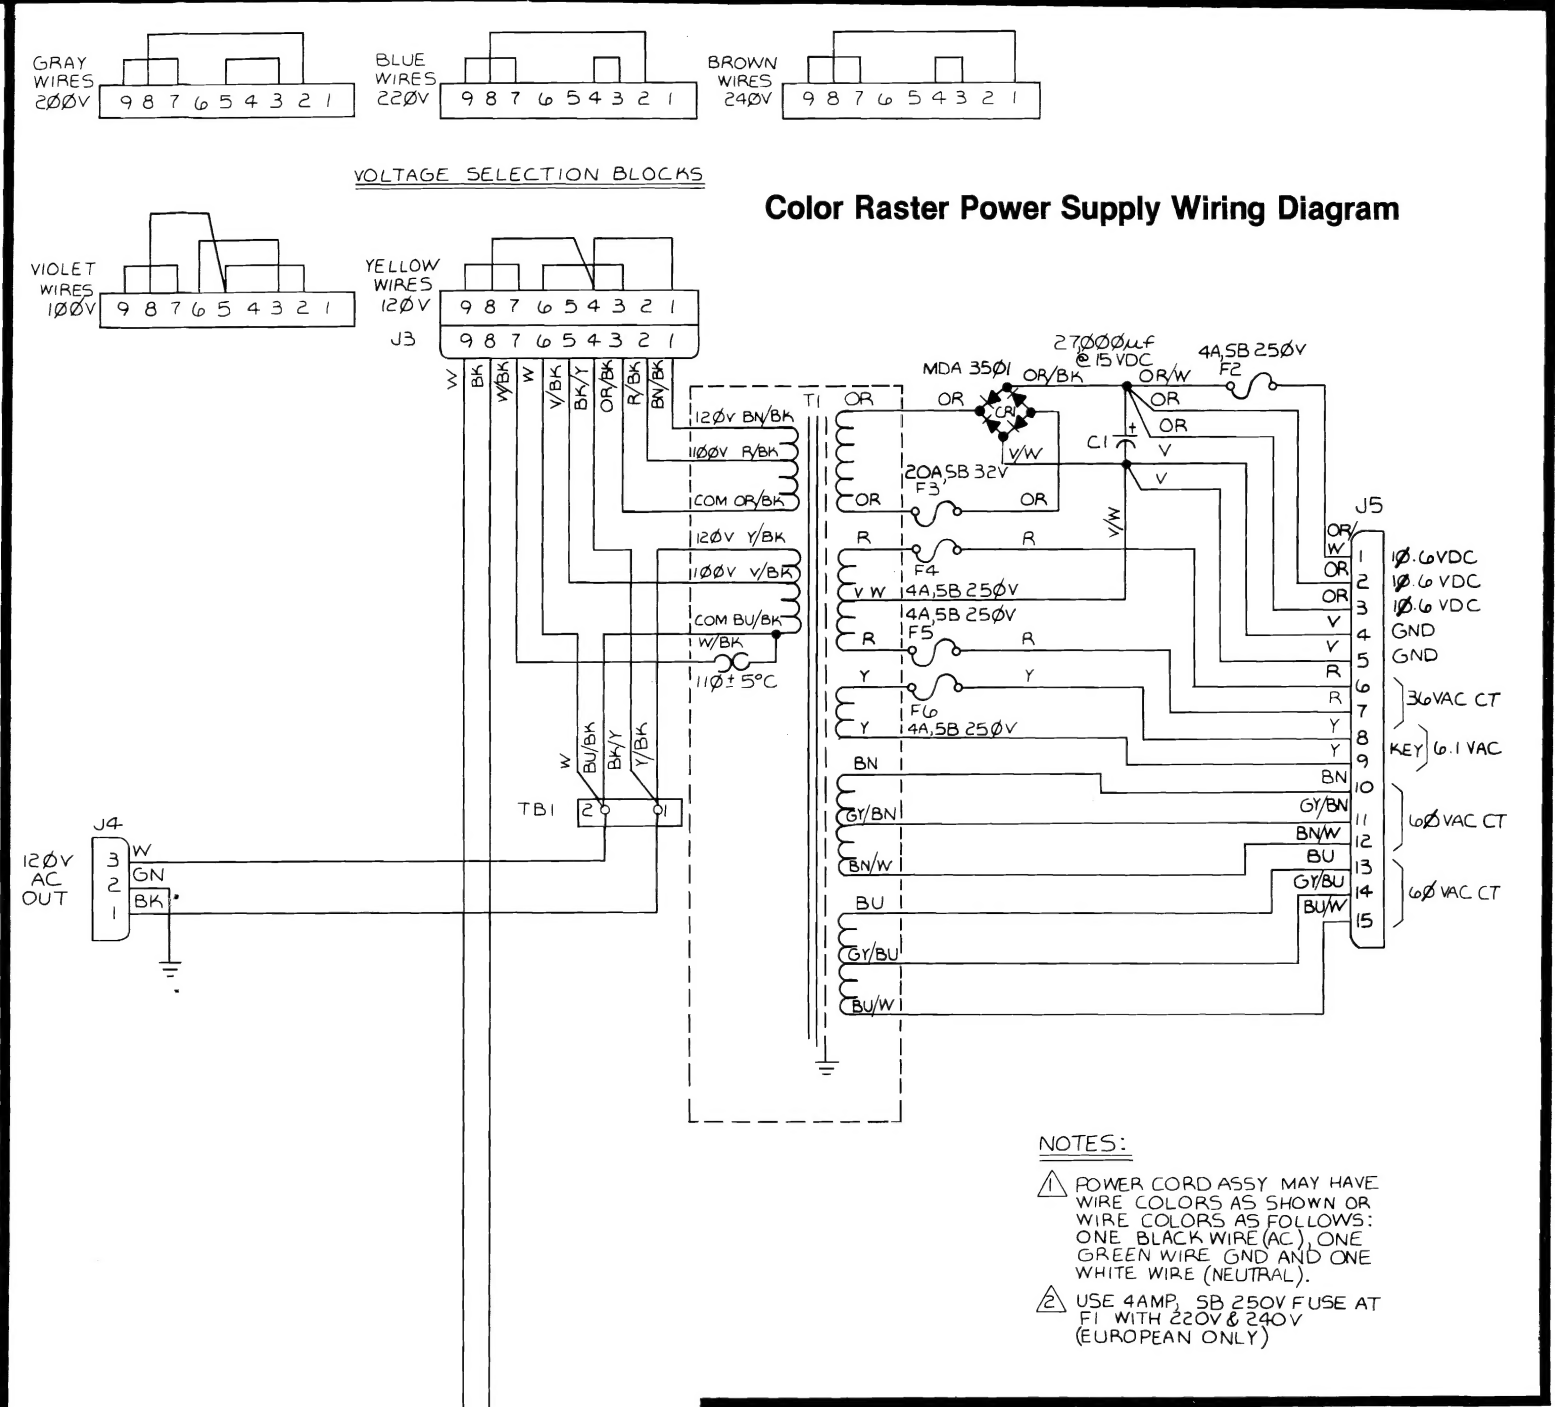 GRAY
WIRES
200V
9 8 7 6 5 4 3 2 1
BLUE
WIRES
220V
9 8 7 6 5 4 3 2 1
BROWN
WIRES
240V
9 8 7 6 5 4 3 2 1
VOLTAGE SELECTION BLOCKS
Color Raster Power Supply Wiring Diagram
VIOLET
WIRES
100V
9 8 7 6 5 4 3 2 1
YELLOW
WIRES
120V
9 8 7 6 5 4 3 2 1
J3
9 8 7 6 5 4 3 2 1
W
BK
W/BK
W
V/BK
BK/Y
OR/BK
R/BK
BN/BK
120V BN/BK
100V R/BK
COM OR/BK
120V Y/BK
100V V/BK
COM BU/BK
W/BK
110±5°C
T1
OR
OR
MDA 3501
OR
CR1
OR/BK
27,000µf
@ 15 VDC
OR/W
4A,SB 250V
F2
OR
OR
V
V
C1
+
V/W
V/W
20A,SB 32V
F3
OR
R
F4
R
V W
4A,SB 250V
4A,SB 250V
R
F5
R
Y
F6
Y
Y
4A,SB 250V
BN
GY/BN
BN/W
BU
GY/BU
BU/W
J5
OR/
W
1
10.6VDC
OR
2
10.6 VDC
OR
3
10.6 VDC
V
4
GND
V
5
GND
R
6
36VAC CT
R
7
Y
8
KEY
6.1 VAC
Y
9
BN
10
GY/BN
11
60VAC CT
BN/W
12
BU
13
GY/BU
14
60VAC CT
BU/W
15
W
BU/BK
BK/Y
Y/BK
TB1
2
1
J4
120V
AC
OUT
3
W
2
GN
1
BK
NOTES:
1 POWER CORD ASSY MAY HAVE
WIRE COLORS AS SHOWN OR
WIRE COLORS AS FOLLOWS:
ONE BLACK WIRE (AC), ONE
GREEN WIRE GND AND ONE
WHITE WIRE (NEUTRAL).
2 USE 4AMP, SB 250V FUSE AT
F1 WITH 220V & 240V
(EUROPEAN ONLY)